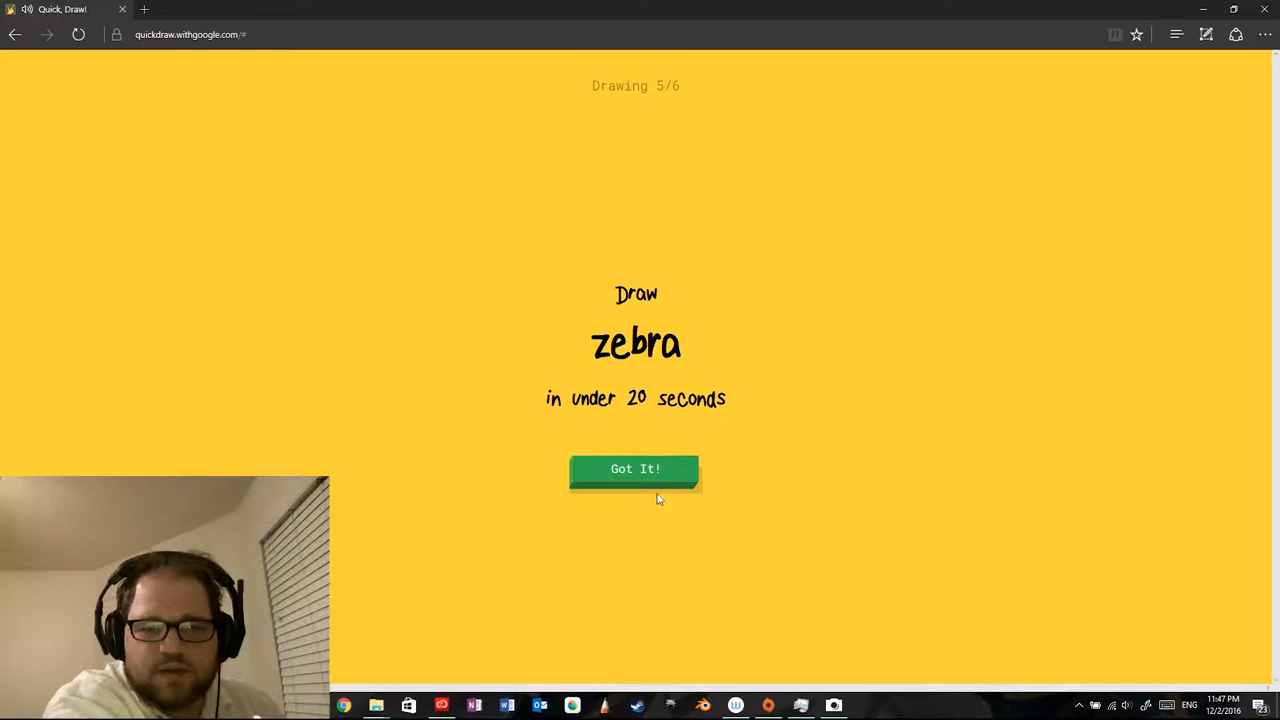 Quick, Draw!
quickdraw.withgoogle.com/#
Drawing 5/6
Draw
zebra
in under 20 seconds
Got It!
11:47 PM
ENG
12/2/2016
23